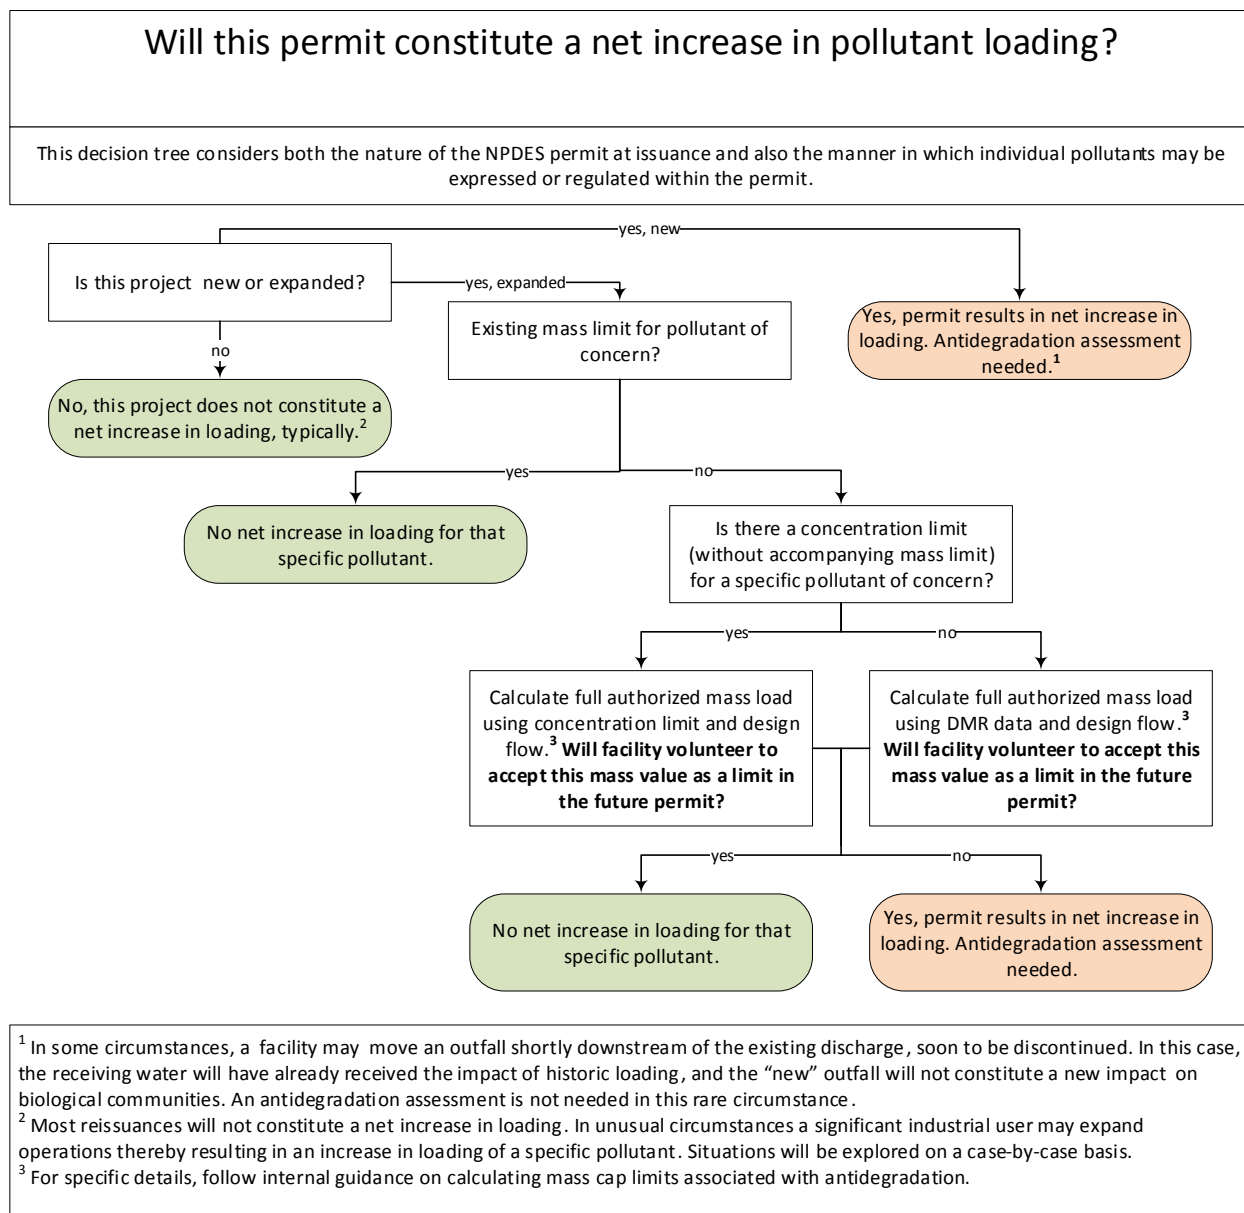 Will this permit constitute a net increase in pollutant loading?
This decision tree considers both the nature of the NPDES permit at issuance and also the manner in which individual pollutants may be
expressed or regulated within the permit.
yes, new
Is this project new or expanded?
yes, expanded
Existing mass limit for pollutant of
concern?
Yes, permit results in net increase in
loading. Antidegradation assessment
needed.1
no
No, this project does not constitute a
net increase in loading, typically.2
yes
no
No net increase in loading for that
specific pollutant.
Is there a concentration limit
(without accompanying mass limit)
for a specific pollutant of concern?
yes
no
Calculate full authorized mass load
using concentration limit and design
flow.3 Will facility volunteer to
accept this mass value as a limit in
the future permit?
Calculate full authorized mass load
using DMR data and design flow.3
Will facility volunteer to accept this
mass value as a limit in the future
permit?
yes
no
No net increase in loading for that
specific pollutant.
Yes, permit results in net increase in
loading. Antidegradation assessment
needed.
1 In some circumstances, a facility may move an outfall shortly downstream of the existing discharge, soon to be discontinued. In this case,
the receiving water will have already received the impact of historic loading, and the “new” outfall will not constitute a new impact on
biological communities. An antidegradation assessment is not needed in this rare circumstance.
2 Most reissuances will not constitute a net increase in loading. In unusual circumstances a significant industrial user may expand
operations thereby resulting in an increase in loading of a specific pollutant. Situations will be explored on a case-by-case basis.
3 For specific details, follow internal guidance on calculating mass cap limits associated with antidegradation.